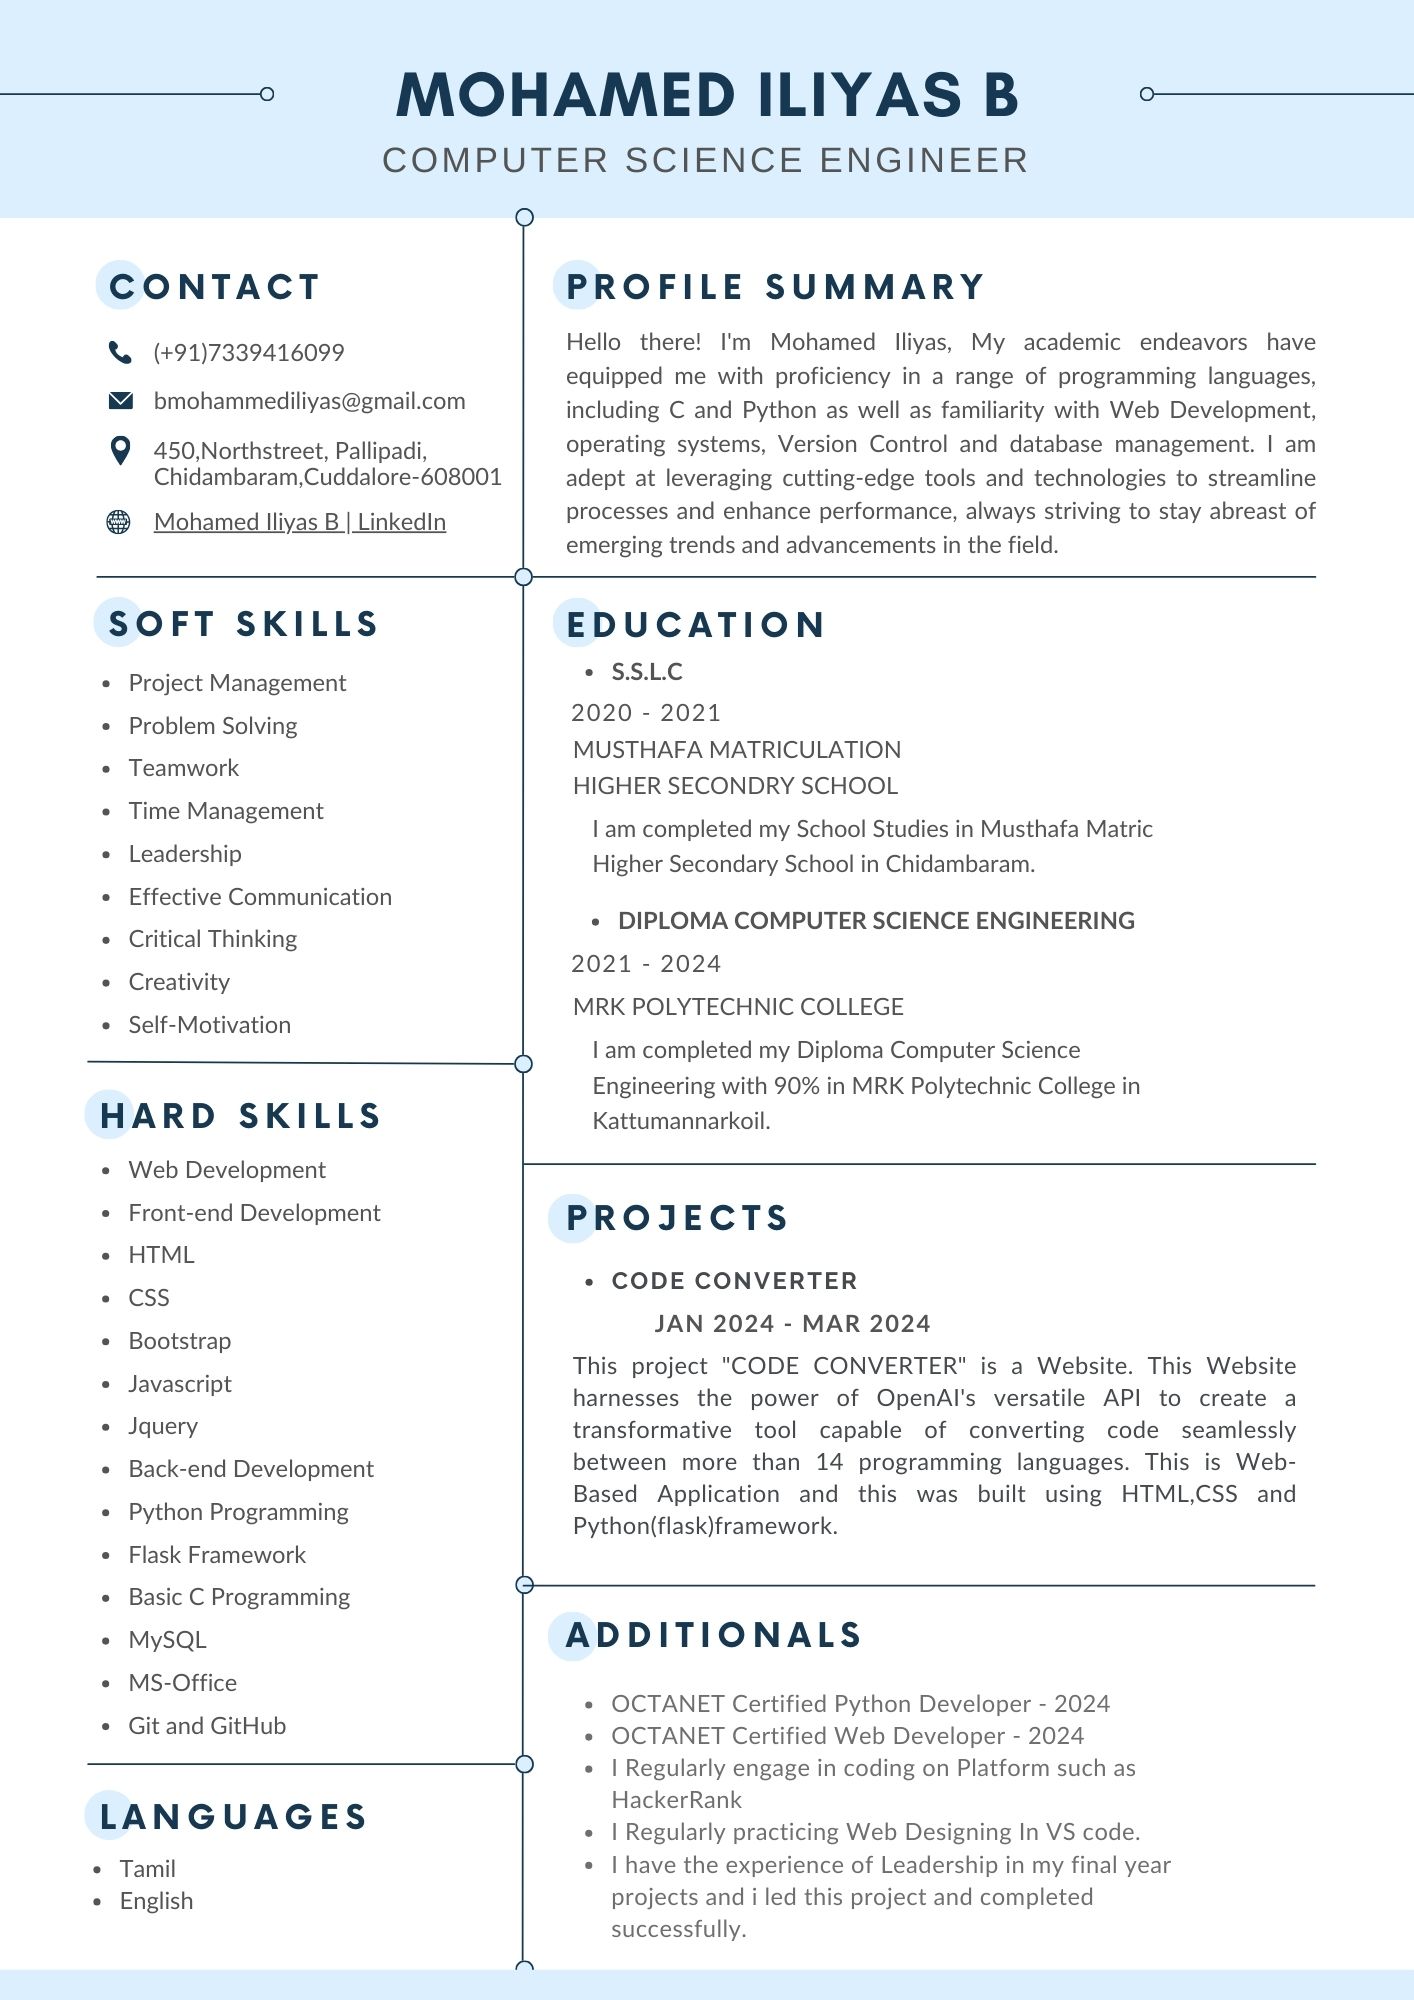 MOHAMED ILIYAS B
COMPUTER SCIENCE ENGINEER
CONTACT
(+91)7339416099
bmohammediliyas@gmail.com
450,Northstreet, Pallipadi,
Chidambaram,Cuddalore-608001
Mohamed Iliyas B | LinkedIn
SOFT SKILLS
• Project Management
• Problem Solving
• Teamwork
• Time Management
• Leadership
• Effective Communication
• Critical Thinking
• Creativity
• Self-Motivation
HARD SKILLS
• Web Development
• Front-end Development
• HTML
• CSS
• Bootstrap
• Javascript
• Jquery
• Back-end Development
• Python Programming
• Flask Framework
• Basic C Programming
• MySQL
• MS-Office
• Git and GitHub
LANGUAGES
• Tamil
• English
PROFILE SUMMARY
Hello there! I'm Mohamed Iliyas, My academic endeavors have
equipped me with proficiency in a range of programming languages,
including C and Python as well as familiarity with Web Development,
operating systems, Version Control and database management. I am
adept at leveraging cutting-edge tools and technologies to streamline
processes and enhance performance, always striving to stay abreast of
emerging trends and advancements in the field.
EDUCATION
• S.S.L.C
2020 - 2021
MUSTHAFA MATRICULATION
HIGHER SECONDRY SCHOOL
I am completed my School Studies in Musthafa Matric
Higher Secondary School in Chidambaram.
• DIPLOMA COMPUTER SCIENCE ENGINEERING
2021 - 2024
MRK POLYTECHNIC COLLEGE
I am completed my Diploma Computer Science
Engineering with 90% in MRK Polytechnic College in
Kattumannarkoil.
PROJECTS
• CODE CONVERTER
JAN 2024 - MAR 2024
This project "CODE CONVERTER" is a Website. This Website
harnesses the power of OpenAI's versatile API to create a
transformative tool capable of converting code seamlessly
between more than 14 programming languages. This is Web-
Based Application and this was built using HTML,CSS and
Python(flask)framework.
ADDITIONALS
• OCTANET Certified Python Developer - 2024
• OCTANET Certified Web Developer - 2024
• I Regularly engage in coding on Platform such as
HackerRank
• I Regularly practicing Web Designing In VS code.
• I have the experience of Leadership in my final year
projects and i led this project and completed
successfully.